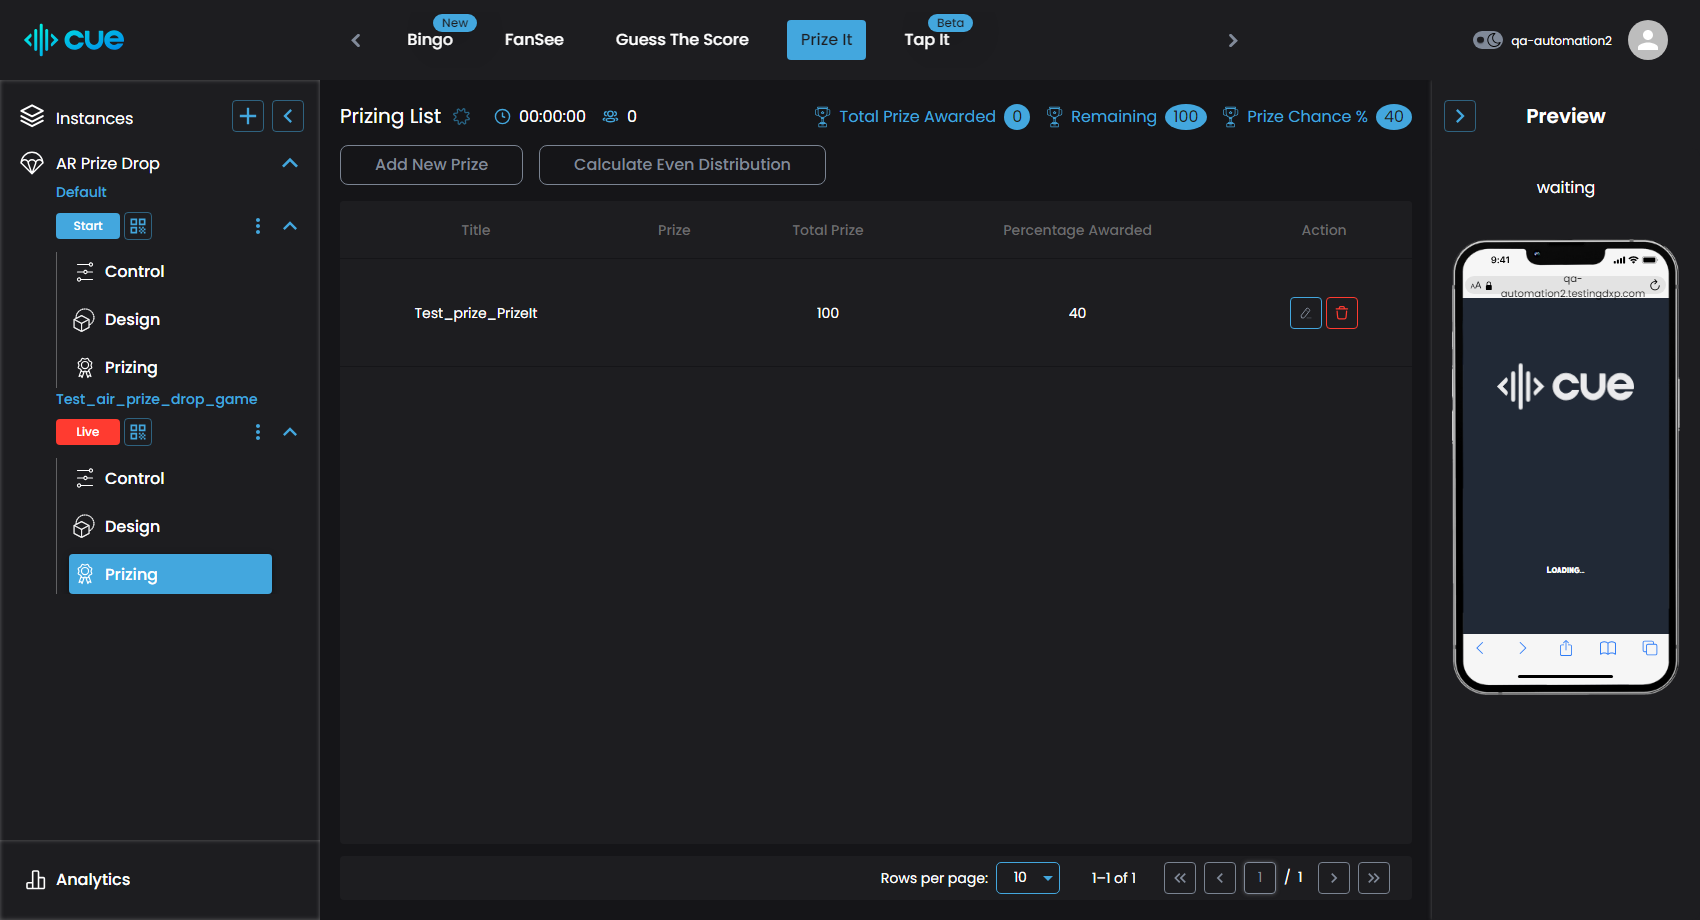 cue
Bingo
New
FanSee
Guess The Score
Prize It
Tap It
Beta
qa-automation2
Instances
AR Prize Drop
Default
Start
Control
Design
Prizing
Test_air_prize_drop_game
Live
Control
Design
Prizing
Analytics
Prizing List
00:00:00
0
Total Prize Awarded 0
Remaining 100
Prize Chance % 40
Add New Prize
Calculate Even Distribution
Title Prize Total Prize Percentage Awarded Action
Test_prize_PrizeIt 100 40
Rows per page: 10 1–1 of 1 1 / 1
Preview
waiting
9:41
AA
qa-
automation2.testingdxp.com
cue
LOADING...